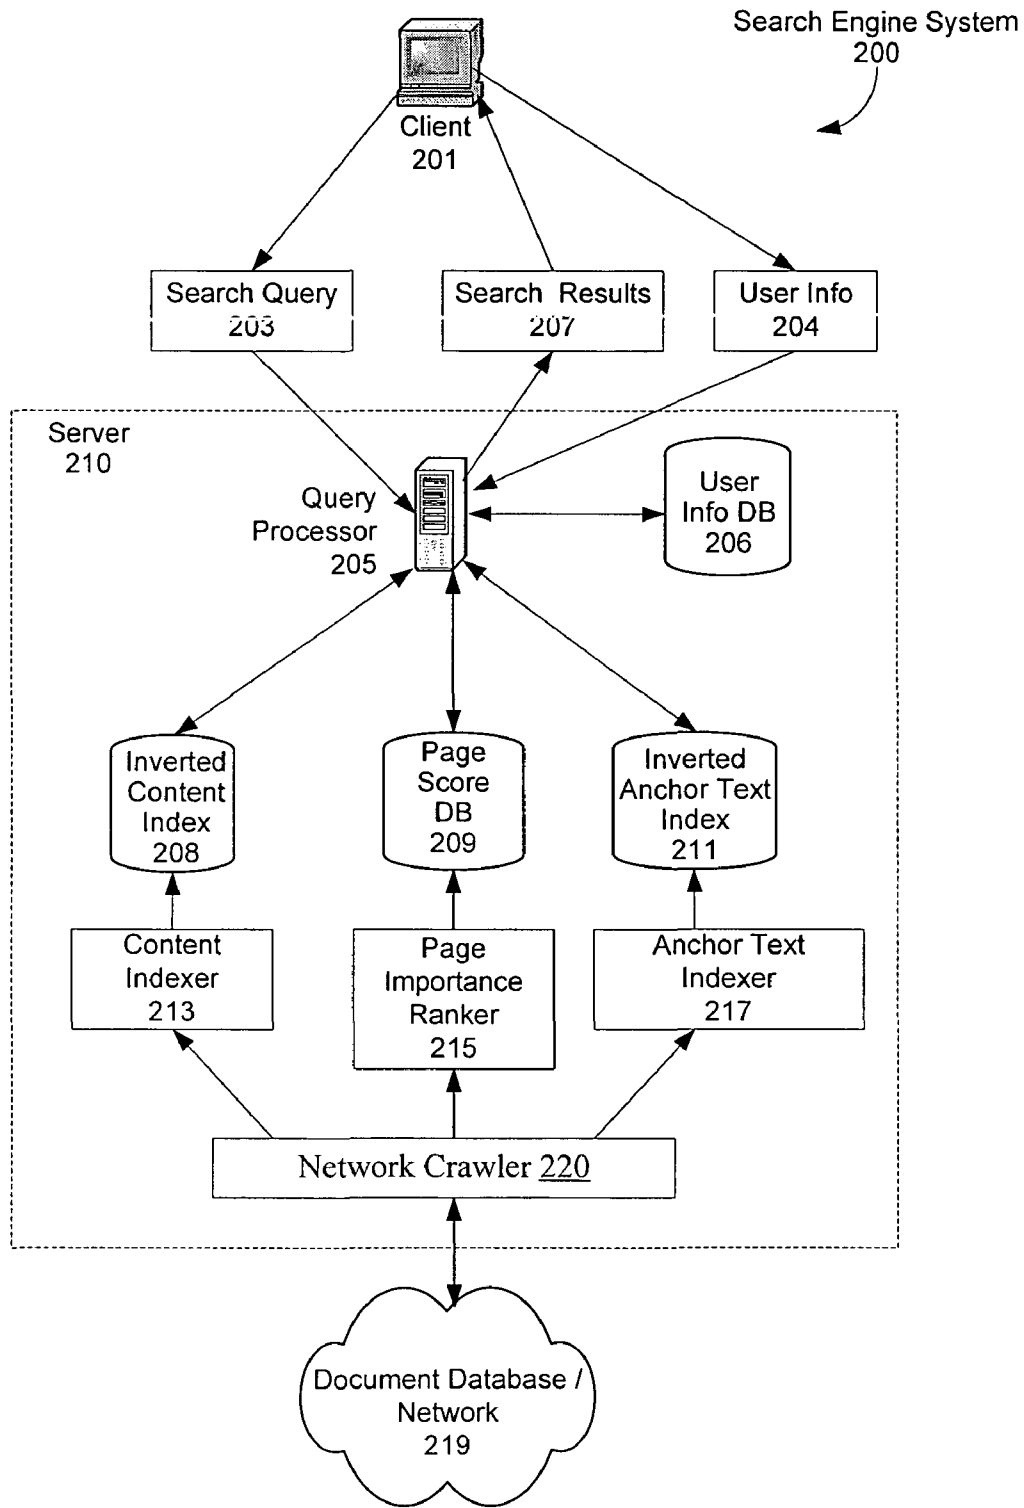 Search Engine System
200
Client
201
Search Query
203
Search Results
207
User Info
204
Server
210
Query
Processor
205
User
Info DB
206
Inverted
Content
Index
208
Page
Score
DB
209
Inverted
Anchor Text
Index
211
Content
Indexer
213
Page
Importance
Ranker
215
Anchor Text
Indexer
217
Network Crawler 220
Document Database /
Network
219